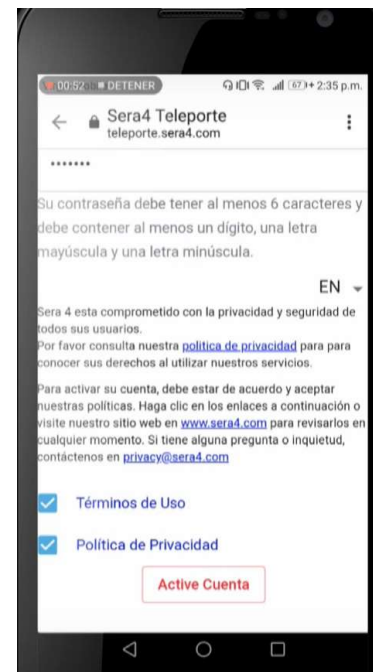 00:52 DETENER 67 2:35 p.m.
Sera4 Teleporte
teleporte.sera4.com
•••••••
Su contraseña debe tener al menos 6 caracteres y
debe contener al menos un dígito, una letra
mayúscula y una letra minúscula.
EN
Sera 4 esta comprometido con la privacidad y seguridad de
todos sus usuarios.
Por favor consulta nuestra politica de privacidad para para
conocer sus derechos al utilizar nuestros servicios.
Para activar su cuenta, debe estar de acuerdo y aceptar
nuestras políticas. Haga clic en los enlaces a continuación o
visite nuestro sitio web en www.sera4.com para revisarlos en
cualquier momento. Si tiene alguna pregunta o inquietud,
contáctenos en privacy@sera4.com
Términos de Uso
Política de Privacidad
Active Cuenta